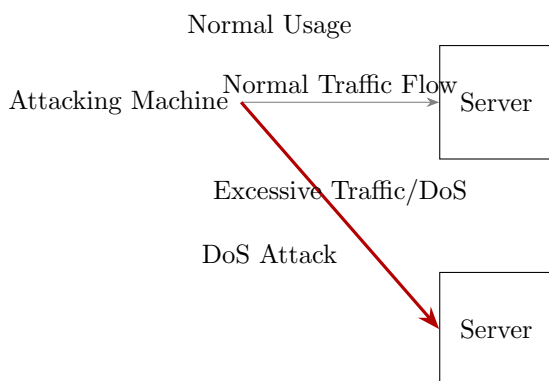 Normal Usage
Normal Traffic Flow
Attacking Machine
Server
Excessive Traffic/DoS
DoS Attack
Server